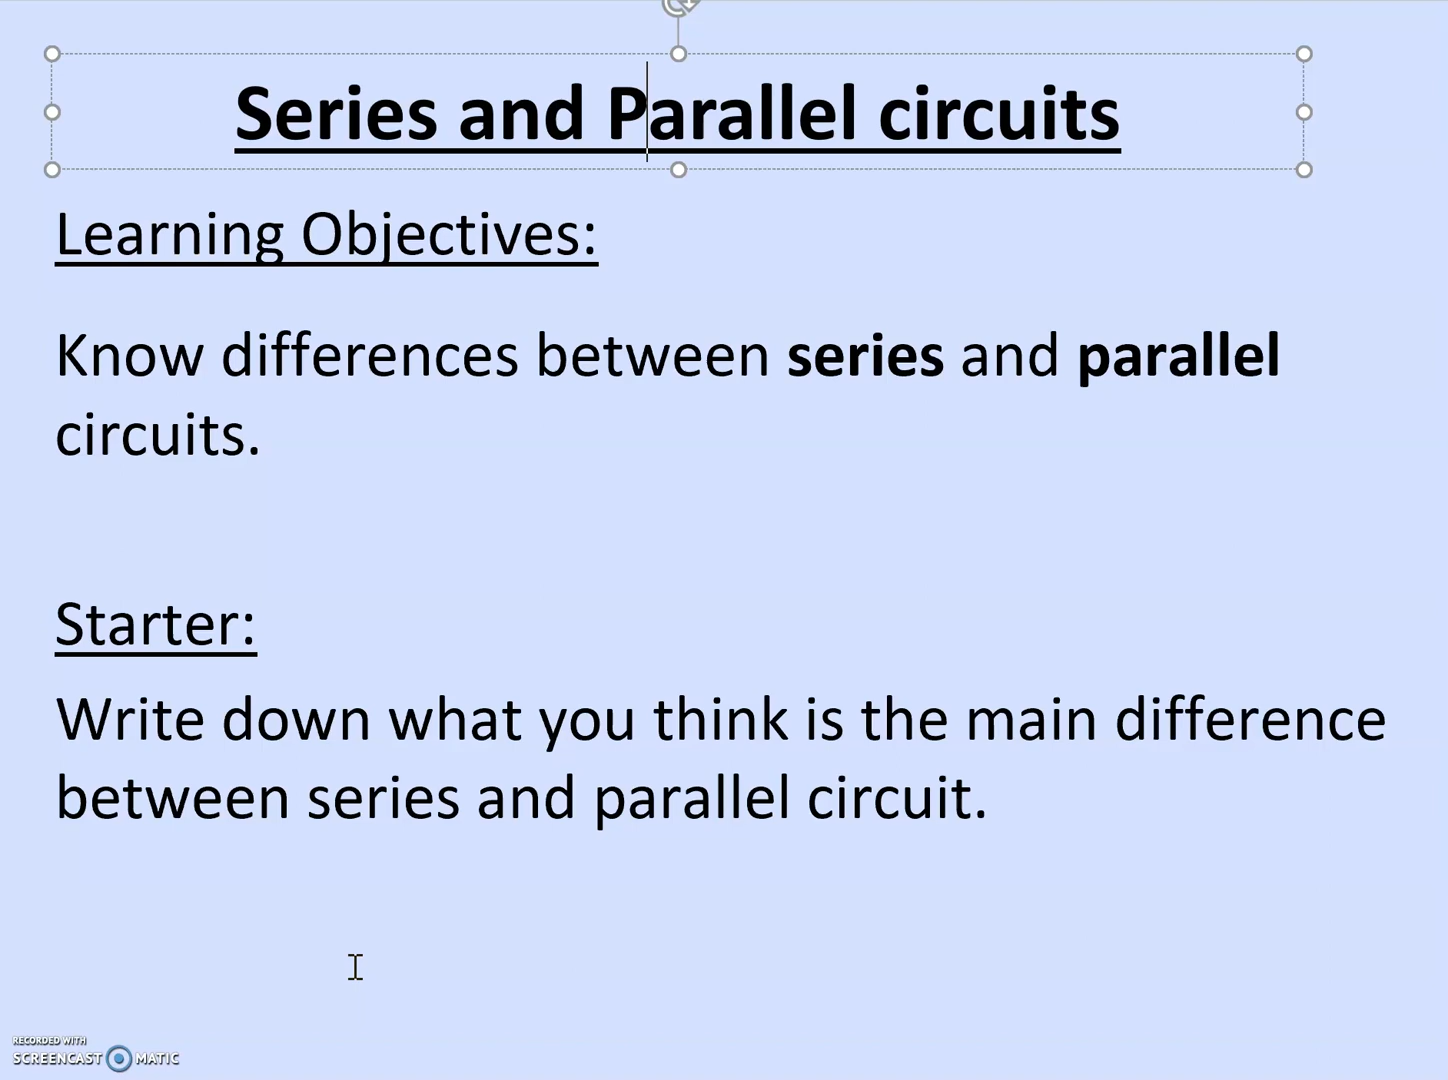 Series and Parallel circuits
Learning Objectives:
Know differences between series and parallel
circuits.
Starter:
Write down what you think is the main difference
between series and parallel circuit.
RECORDED WITH
SCREENCAST MATIC